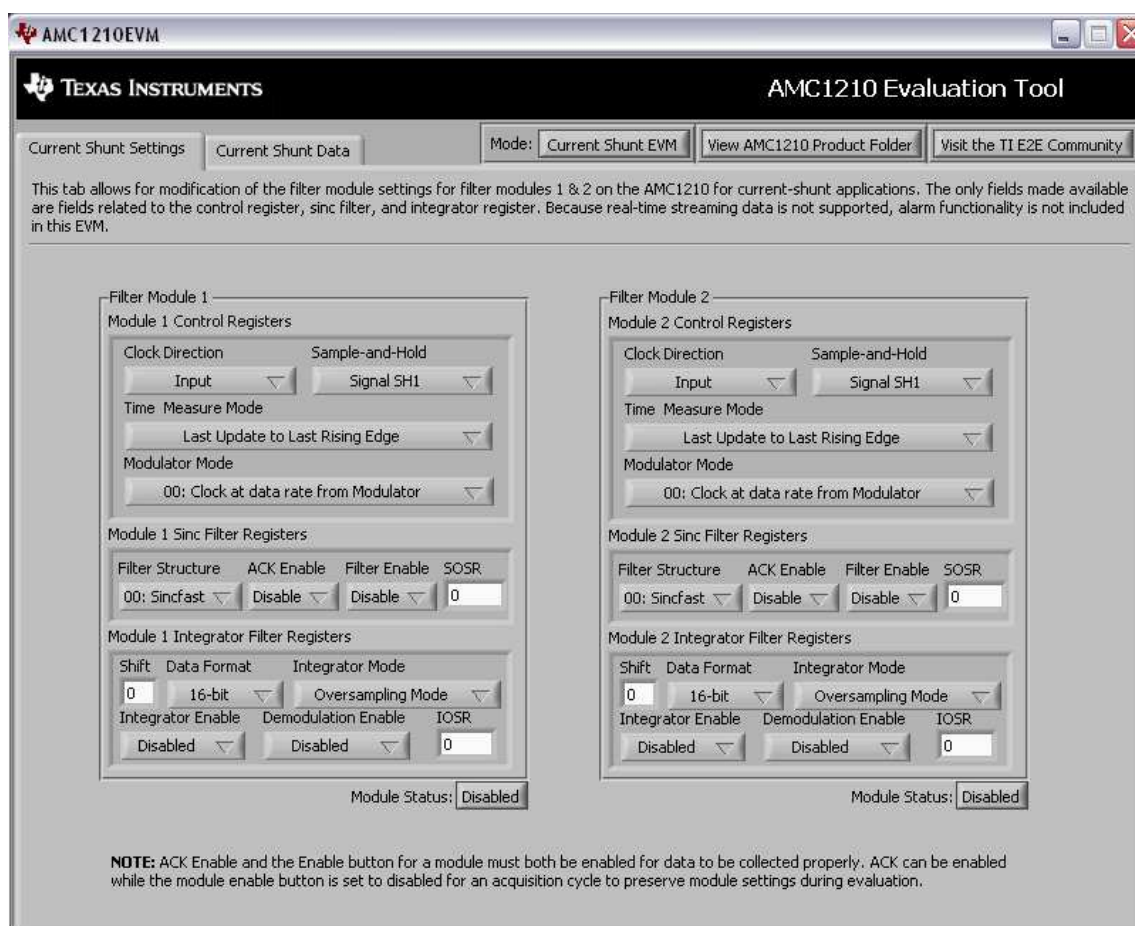 AMC1210EVM
TEXAS INSTRUMENTS
AMC1210 Evaluation Tool
Current Shunt Settings
Current Shunt Data
Mode: Current Shunt EVM
View AMC1210 Product Folder
Visit the TI E2E Community
This tab allows for modification of the filter module settings for filter modules 1 & 2 on the AMC1210 for current-shunt applications. The only fields made available
are fields related to the control register, sinc filter, and integrator register. Because real-time streaming data is not supported, alarm functionality is not included
in this EVM.
Filter Module 1
Module 1 Control Registers
Clock Direction Sample-and-Hold
Input Signal SH1
Time Measure Mode
Last Update to Last Rising Edge
Modulator Mode
00: Clock at data rate from Modulator
Module 1 Sinc Filter Registers
Filter Structure ACK Enable Filter Enable SOSR
00: Sincfast Disable Disable 0
Module 1 Integrator Filter Registers
Shift Data Format Integrator Mode
0 16-bit Oversampling Mode
Integrator Enable Demodulation Enable IOSR
Disabled Disabled 0
Module Status: Disabled
Filter Module 2
Module 2 Control Registers
Clock Direction Sample-and-Hold
Input Signal SH1
Time Measure Mode
Last Update to Last Rising Edge
Modulator Mode
00: Clock at data rate from Modulator
Module 2 Sinc Filter Registers
Filter Structure ACK Enable Filter Enable SOSR
00: Sincfast Disable Disable 0
Module 2 Integrator Filter Registers
Shift Data Format Integrator Mode
0 16-bit Oversampling Mode
Integrator Enable Demodulation Enable IOSR
Disabled Disabled 0
Module Status: Disabled
NOTE: ACK Enable and the Enable button for a module must both be enabled for data to be collected properly. ACK can be enabled
while the module enable button is set to disabled for an acquisition cycle to preserve module settings during evaluation.